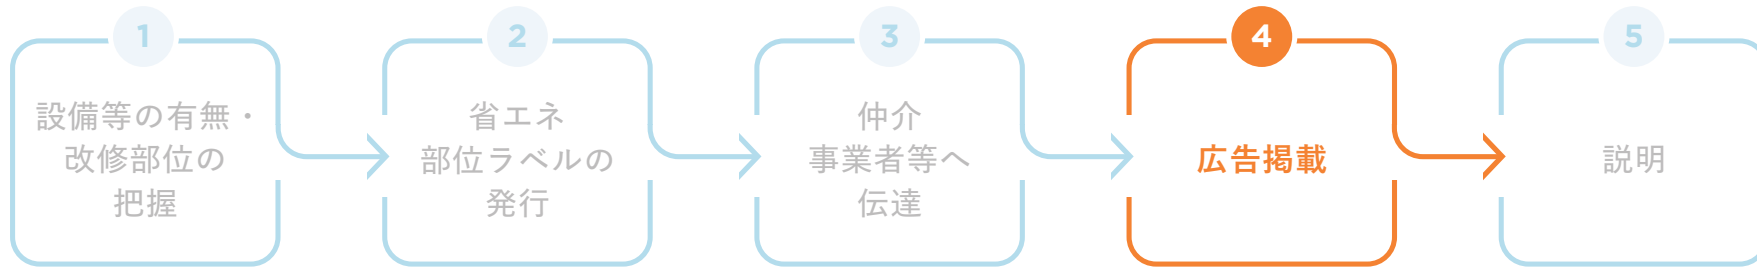 1
設備等の有無・
改修部位の
把握
2
省エネ
部位ラベルの
発行
3
仲介
事業者等へ
伝達
4
広告掲載
5
説明